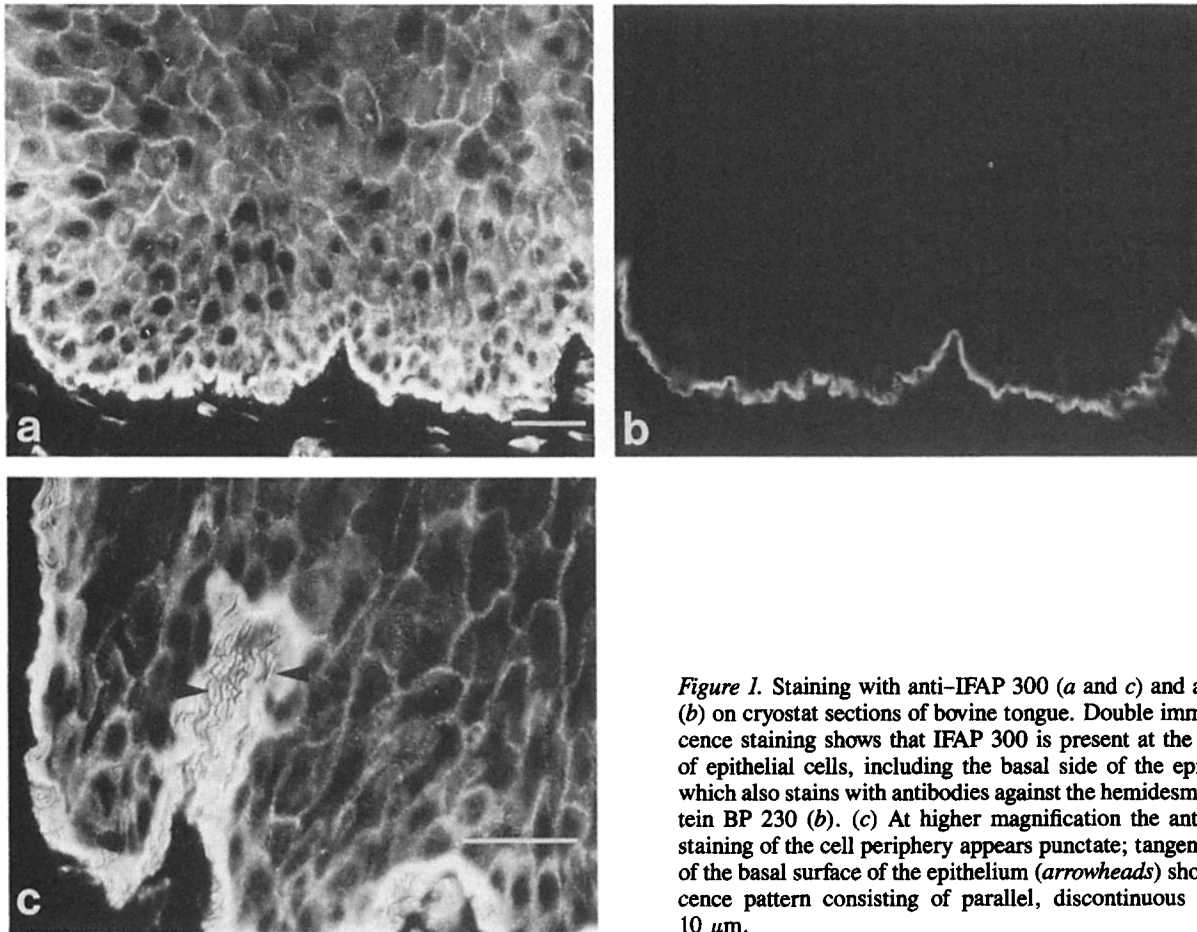 a
b
c
Figure 1. Staining with anti–IFAP 300 (a and c) and a
(b) on cryostat sections of bovine tongue. Double imm
cence staining shows that IFAP 300 is present at the
of epithelial cells, including the basal side of the ep
which also stains with antibodies against the hemidesm
tein BP 230 (b). (c) At higher magnification the ant
staining of the cell periphery appears punctate; tangen
of the basal surface of the epithelium (arrowheads) sho
cence pattern consisting of parallel, discontinuous
10 μm.